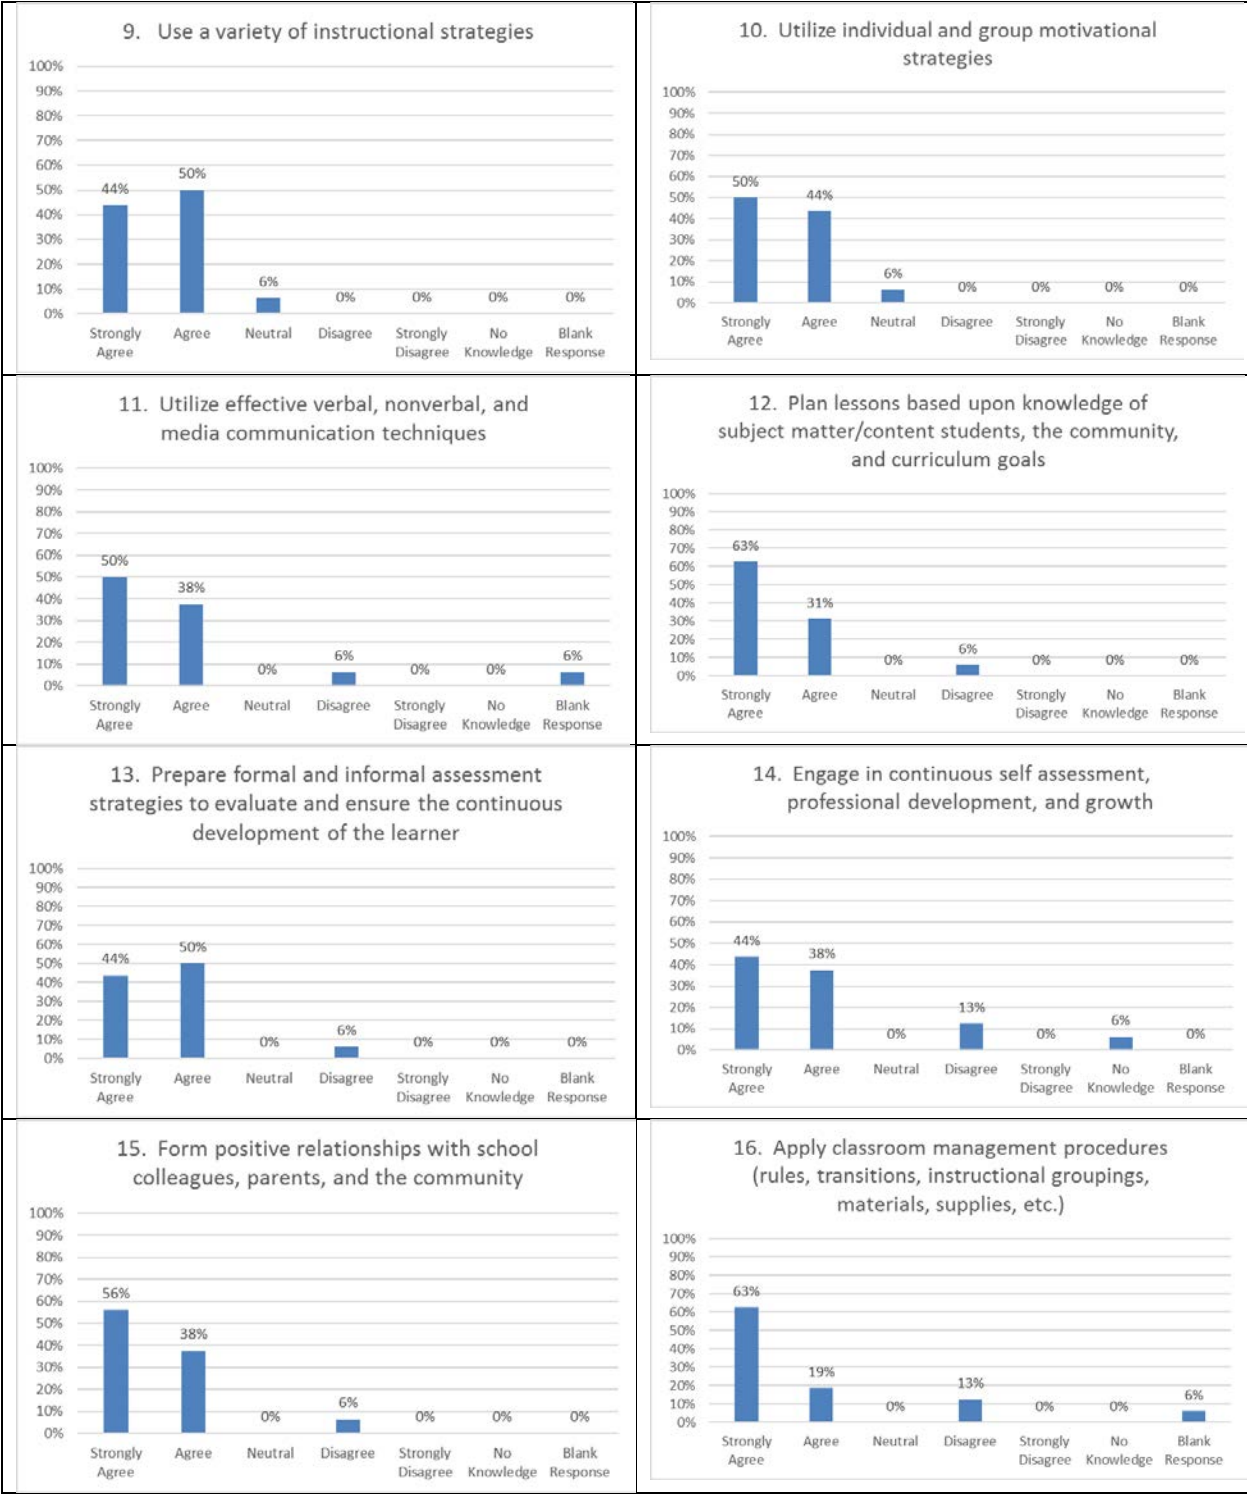 9. Use a variety of instructional strategies
100%
90%
80%
70%
60%
50%
40%
30%
20%
10%
0%
44%
50%
6%
0%
0%
0%
0%
Strongly Agree
Agree
Neutral
Disagree
Strongly Disagree
No Knowledge
Blank Response
10. Utilize individual and group motivational
strategies
100%
90%
80%
70%
60%
50%
40%
30%
20%
10%
0%
50%
44%
6%
0%
0%
0%
0%
Strongly Agree
Agree
Neutral
Disagree
Strongly Disagree
No Knowledge
Blank Response
11. Utilize effective verbal, nonverbal, and
media communication techniques
100%
90%
80%
70%
60%
50%
40%
30%
20%
10%
0%
50%
38%
0%
6%
0%
0%
6%
Strongly Agree
Agree
Neutral
Disagree
Strongly Disagree
No Knowledge
Blank Response
12. Plan lessons based upon knowledge of
subject matter/content students, the community,
and curriculum goals
100%
90%
80%
70%
60%
50%
40%
30%
20%
10%
0%
63%
31%
0%
6%
0%
0%
0%
Strongly Agree
Agree
Neutral
Disagree
Strongly Disagree
No Knowledge
Blank Response
13. Prepare formal and informal assessment
strategies to evaluate and ensure the continuous
development of the learner
100%
90%
80%
70%
60%
50%
40%
30%
20%
10%
0%
44%
50%
0%
6%
0%
0%
0%
Strongly Agree
Agree
Neutral
Disagree
Strongly Disagree
No Knowledge
Blank Response
14. Engage in continuous self assessment,
professional development, and growth
100%
90%
80%
70%
60%
50%
40%
30%
20%
10%
0%
44%
38%
0%
13%
0%
6%
0%
Strongly Agree
Agree
Neutral
Disagree
Strongly Disagree
No Knowledge
Blank Response
15. Form positive relationships with school
colleagues, parents, and the community
100%
90%
80%
70%
60%
50%
40%
30%
20%
10%
0%
56%
38%
0%
6%
0%
0%
0%
Strongly Agree
Agree
Neutral
Disagree
Strongly Disagree
No Knowledge
Blank Response
16. Apply classroom management procedures
(rules, transitions, instructional groupings,
materials, supplies, etc.)
100%
90%
80%
70%
60%
50%
40%
30%
20%
10%
0%
63%
19%
0%
13%
0%
0%
6%
Strongly Agree
Agree
Neutral
Disagree
Strongly Disagree
No Knowledge
Blank Response